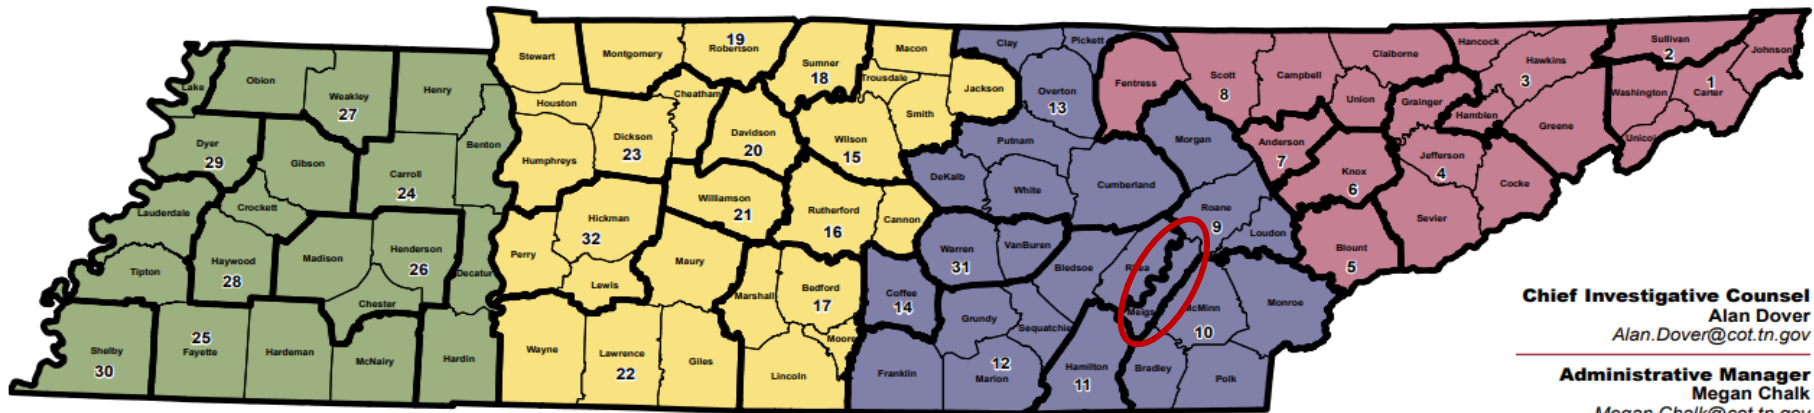 Lake
Obion
Weakley
27
Henry
Dyer
29
Gibson
Benton
Carroll
24
Lauderdale
Crockett
Tipton
Haywood
28
Madison
Henderson
26
Decatur
Chester
Shelby
30
25
Fayette
Hardeman
McNairy
Hardin
Stewart
Montgomery
19
Robertson
Sumner
18
Macon
Trousdale
Houston
Cheatham
Jackson
Smith
Humphreys
Dickson
23
Davidson
20
Wilson
15
Williamson
21
Rutherford
16
Cannon
Hickman
32
Perry
Lewis
Maury
Marshall
Bedford
17
Moore
Wayne
Lawrence
22
Giles
Lincoln
Clay
Pickett
Overton
13
Putnam
DeKalb
White
Cumberland
Morgan
Roane
9
Loudon
Warren
31
VanBuren
Bledsoe
Rhea
Coffee
14
Grundy
Sequatchie
Meigs
McMinn
10
Monroe
Franklin
12
Marion
Hamilton
11
Bradley
Polk
Fentress
Scott
8
Campbell
Claiborne
Union
Anderson
7
Knox
6
Blount
5
Hancock
Hawkins
3
Grainger
Hamblen
Greene
Jefferson
4
Cocke
Sevier
Sullivan
2
Johnson
Washington
1
Carter
Unicoi
Chief Investigative Counsel
Alan Dover
Alan.Dover@cot.tn.gov
Administrative Manager
Megan Chalk
Megan.Chalk@cot.tn.gov